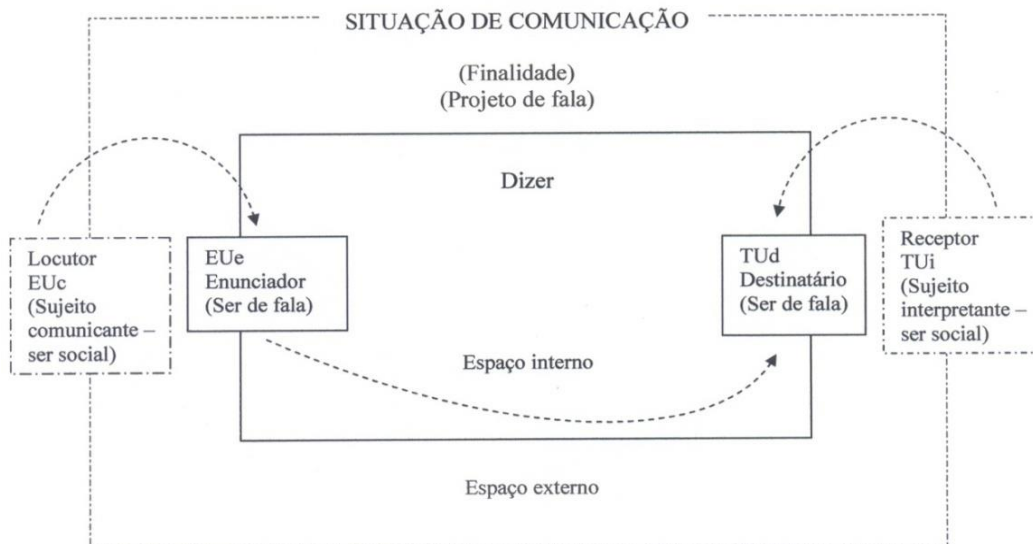 SITUAÇÃO DE COMUNICAÇÃO
(Finalidade)
(Projeto de fala)
Dizer
Locutor
EUc
(Sujeito
comunicante –
ser social)
EUe
Enunciador
(Ser de fala)
TUd
Destinatário
(Ser de fala)
Receptor
TUi
(Sujeito
interpretante –
ser social)
Espaço interno
Espaço externo